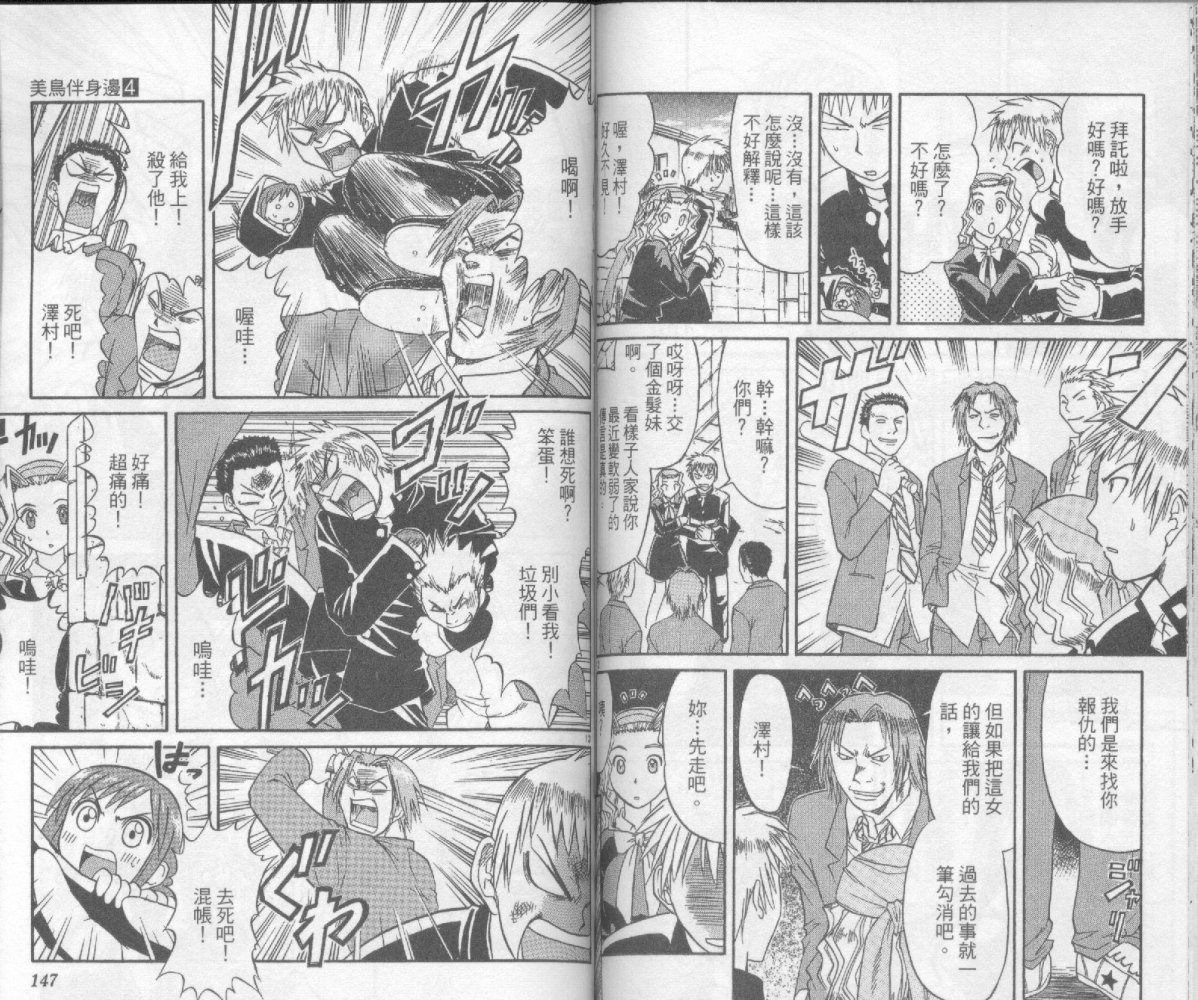 拜託啦，放手
好嗎？好嗎？
怎麼了？
不好嗎？
沒…沒有，這該
怎麼說呢…這樣
不好解釋…
喔，澤村！
好久不見！
ザッ
幹…幹嘛？
你們？
哎呀呀…交
了個金髮妹
啊。
看樣子人家說你
最近變軟弱了的
傳言是真的。
我們是來找你
報仇的…
但如果把這女
的讓給我們的
話，
過去的事就一
筆勾消吧。
澤村！
妳…先走吧。
美鳥伴身邊4
喝啊！
喔哇…
給我上！
殺了他！
死吧！
澤村！
誰想死啊？
笨蛋！
別小看我！
垃圾們！
嗚哇…
好痛！
超痛的！
嗚哇！
ぐわ
はっ
去死吧！
混帳！
147